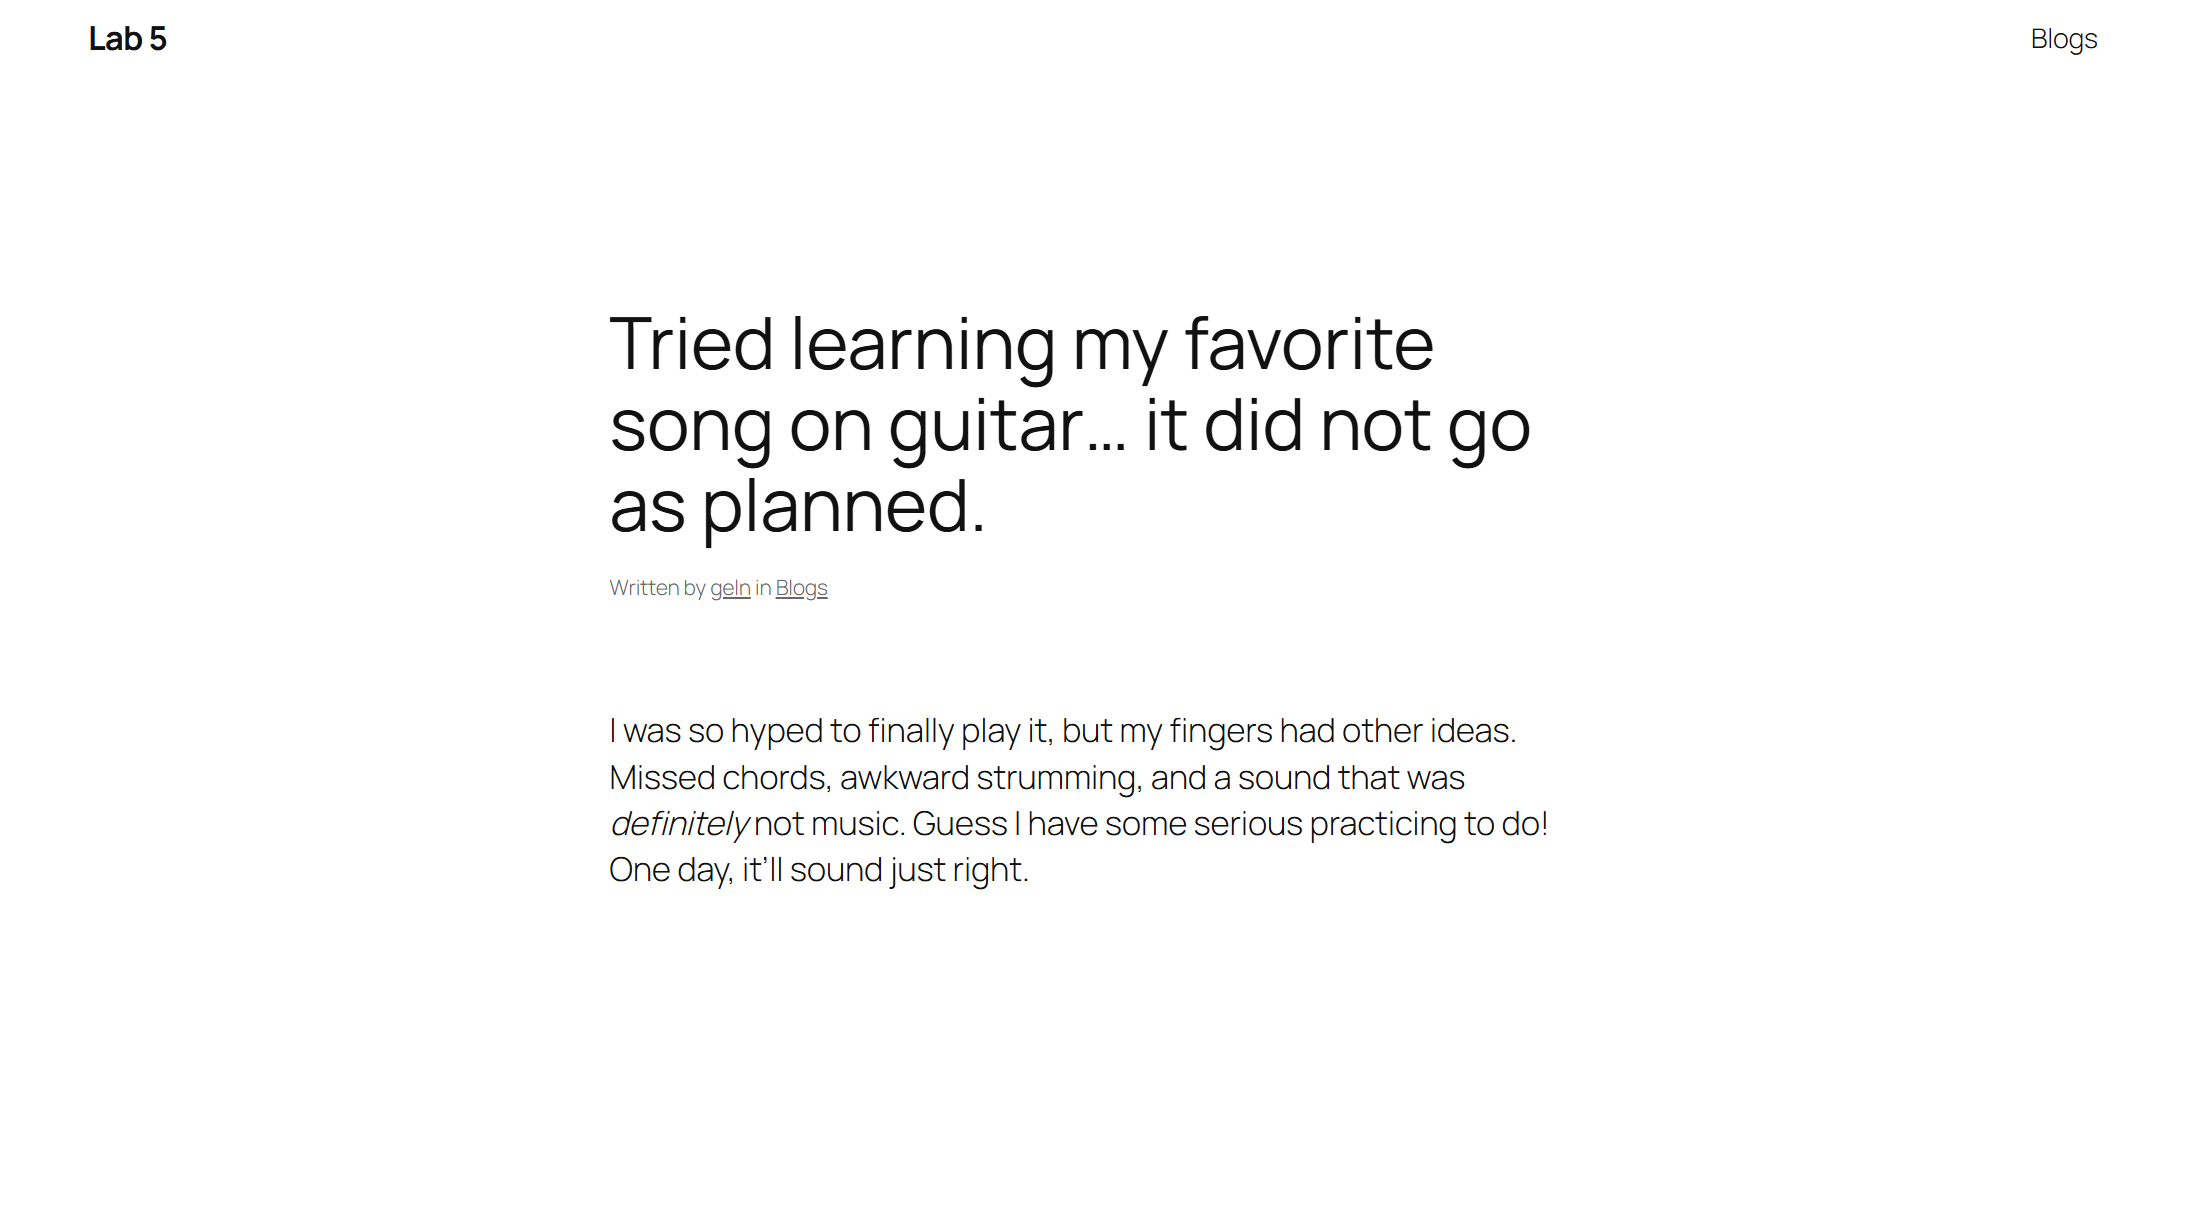 Lab 5
Blogs
Tried learning my favorite
song on guitar… it did not go
as planned.
Written by geln in Blogs
I was so hyped to finally play it, but my fingers had other ideas.
Missed chords, awkward strumming, and a sound that was
definitely not music. Guess I have some serious practicing to do!
One day, it’ll sound just right.